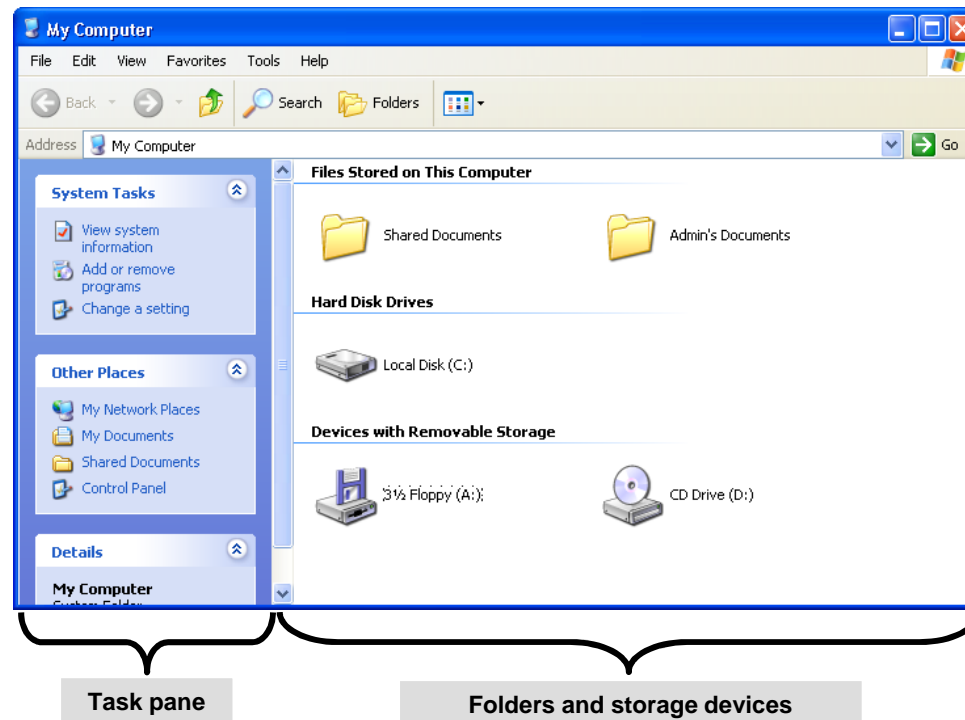 My Computer
File Edit View Favorites Tools Help
Back Search Folders
Address My Computer Go
System Tasks
View system
information
Add or remove
programs
Change a setting
Other Places
My Network Places
My Documents
Shared Documents
Control Panel
Details
My Computer
System Folder
Files Stored on This Computer
Shared Documents Admin's Documents
Hard Disk Drives
Local Disk (C:)
Devices with Removable Storage
3½ Floppy (A:) CD Drive (D:)
Task pane
Folders and storage devices